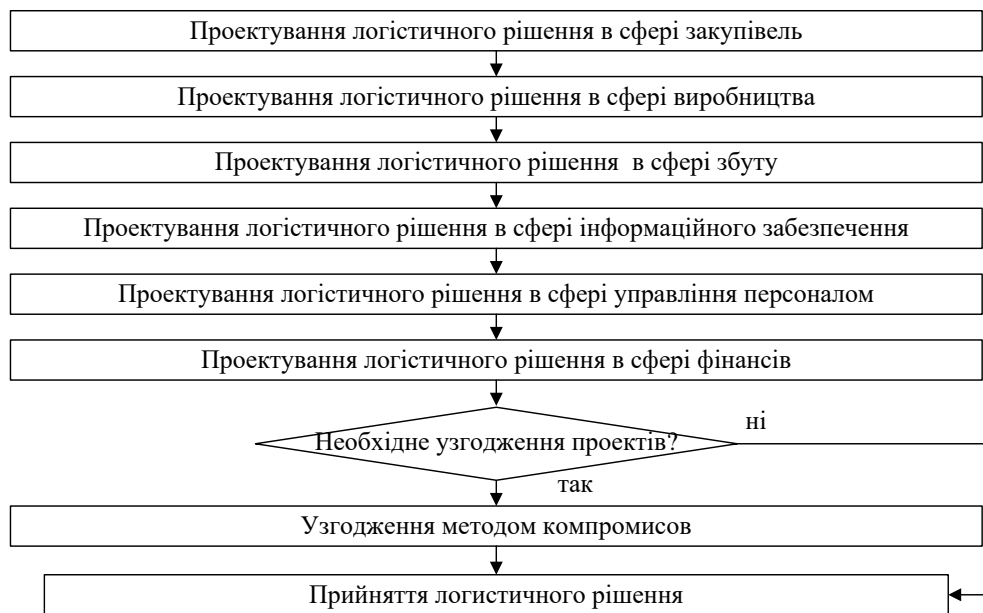 Проектування логістичного рішення в сфері закупівель
Проектування логістичного рішення в сфері виробництва
Проектування логістичного рішення в сфері збуту
Проектування логістичного рішення в сфері інформаційного забезпечення
Проектування логістичного рішення в сфері управління персоналом
Проектування логістичного рішення в сфері фінансів
Необхідне узгодження проектів?
ні
так
Узгодження методом компромисов
Прийняття логистичного рішення